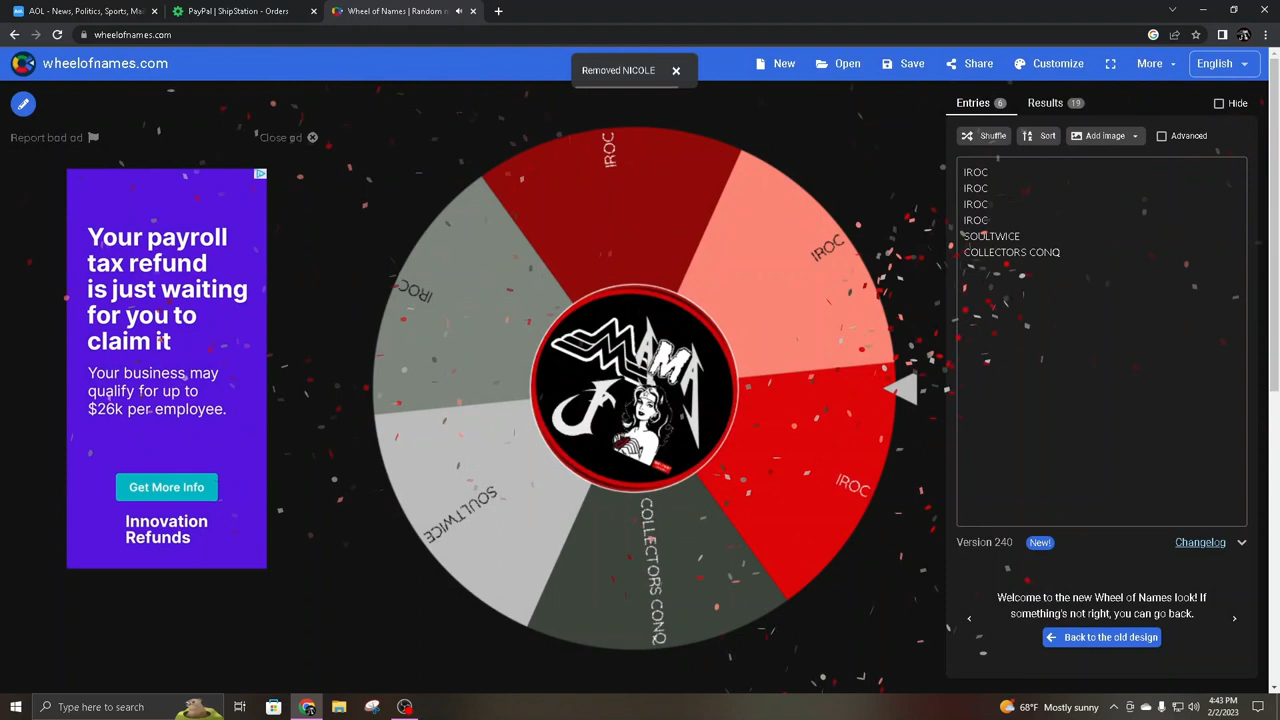 AOL - News, Politics, Sports, Ma
PayPal | ShipStation - Orders
Wheel of Names | Random n
wheelofnames.com
wheelofnames.com
Removed NICOLE
New
Open
Save
Share
Customize
More
English
Report bad ad
Close ad
Entries 6
Results 19
Hide
Shuffle
Sort
Add image
Advanced
IROC
IROC
IROC
IROC
SOULTWICE
COLLECTORS CONQ
Your payroll
tax refund
is just waiting
for you to
claim it
Your business may
qualify for up to
$26k per employee.
Get More Info
Innovation
Refunds
IROC
IROC
IROC
IROC
SOULTWICE
COLLECTORS CONQ
MAMA
J
Version 240
New!
Changelog
Welcome to the new Wheel of Names look! If
something's not right, you can go back.
Back to the old design
Type here to search
68°F Mostly sunny
4:43 PM
2/2/2023